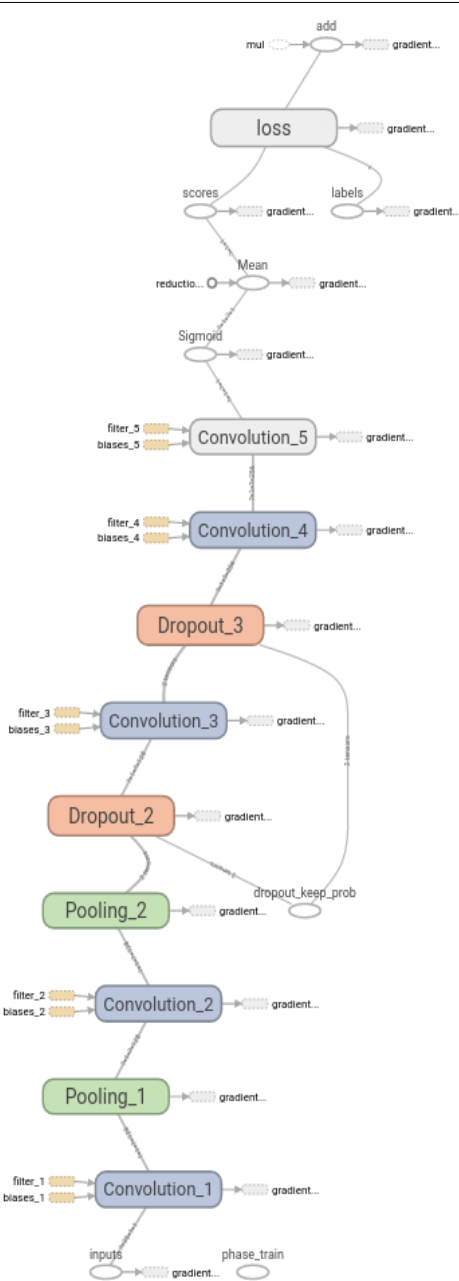 add
mul gradient...
loss gradient...
scores labels
gradient... gradient...
Mean
reductio... gradient...
Sigmoid
gradient...
filter_5
biases_5
Convolution_5 gradient...
filter_4
biases_4
Convolution_4 gradient...
Dropout_3 gradient...
filter_3
biases_3
Convolution_3 gradient...
2 tensors
Dropout_2 gradient...
dropout_keep_prob
Pooling_2 gradient...
filter_2
biases_2
Convolution_2 gradient...
Pooling_1 gradient...
filter_1
biases_1
Convolution_1 gradient...
inputs phase_train
gradient...